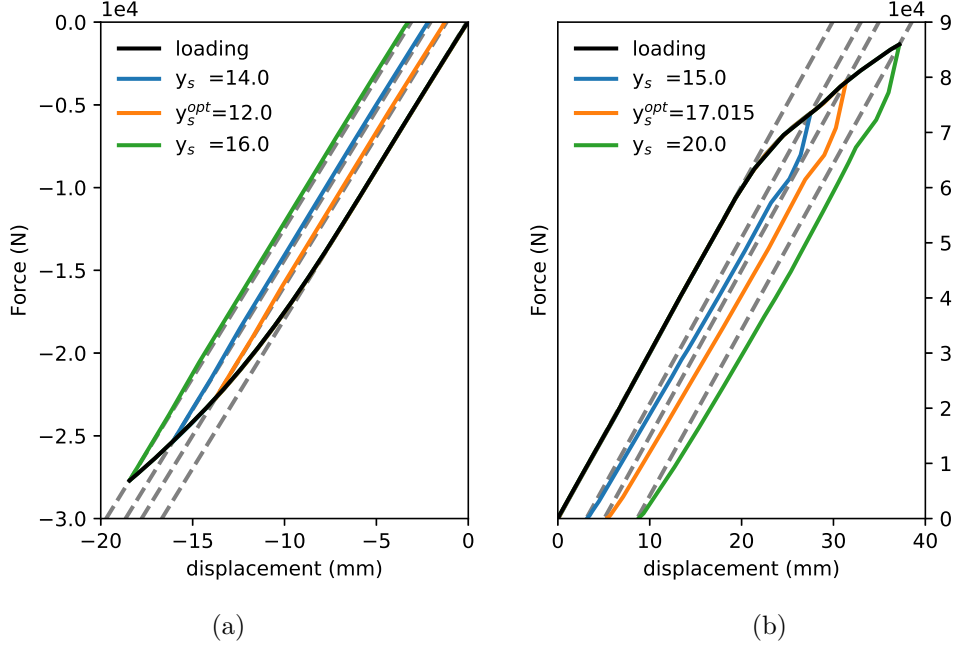 1e4
0.0
−0.5
−1.0
−1.5
−2.0
−2.5
−3.0
Force (N)
loading
y_s =14.0
y_s^{opt}=12.0
y_s =16.0
−20
−15
−10
−5
0
displacement (mm)
(a)
1e4
9
8
7
6
5
4
3
2
1
0
Force (N)
loading
y_s =15.0
y_s^{opt}=17.015
y_s =20.0
0
10
20
30
40
displacement (mm)
(b)